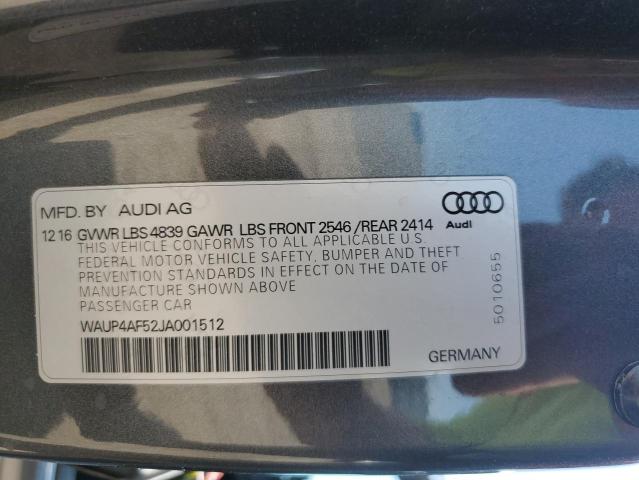 MFD. BY AUDI AG
Audi
12 16 GVWR LBS 4839 GAWR LBS FRONT 2546 /REAR 2414
THIS VEHICLE CONFORMS TO ALL APPLICABLE U.S.
FEDERAL MOTOR VEHICLE SAFETY, BUMPER AND THEFT
PREVENTION STANDARDS IN EFFECT ON THE DATE OF
MANUFACTURE SHOWN ABOVE
PASSENGER CAR
WAUP4AF52JA001512
5010655
GERMANY